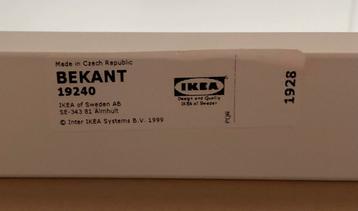 Made in Czech Republic
BEKANT
19240
IKEA of Sweden AB
SE-343 81 Älmhult
© Inter IKEA Systems B.V. 1999
IKEA
Design and Quality
IKEA of Sweden
PQR
1928